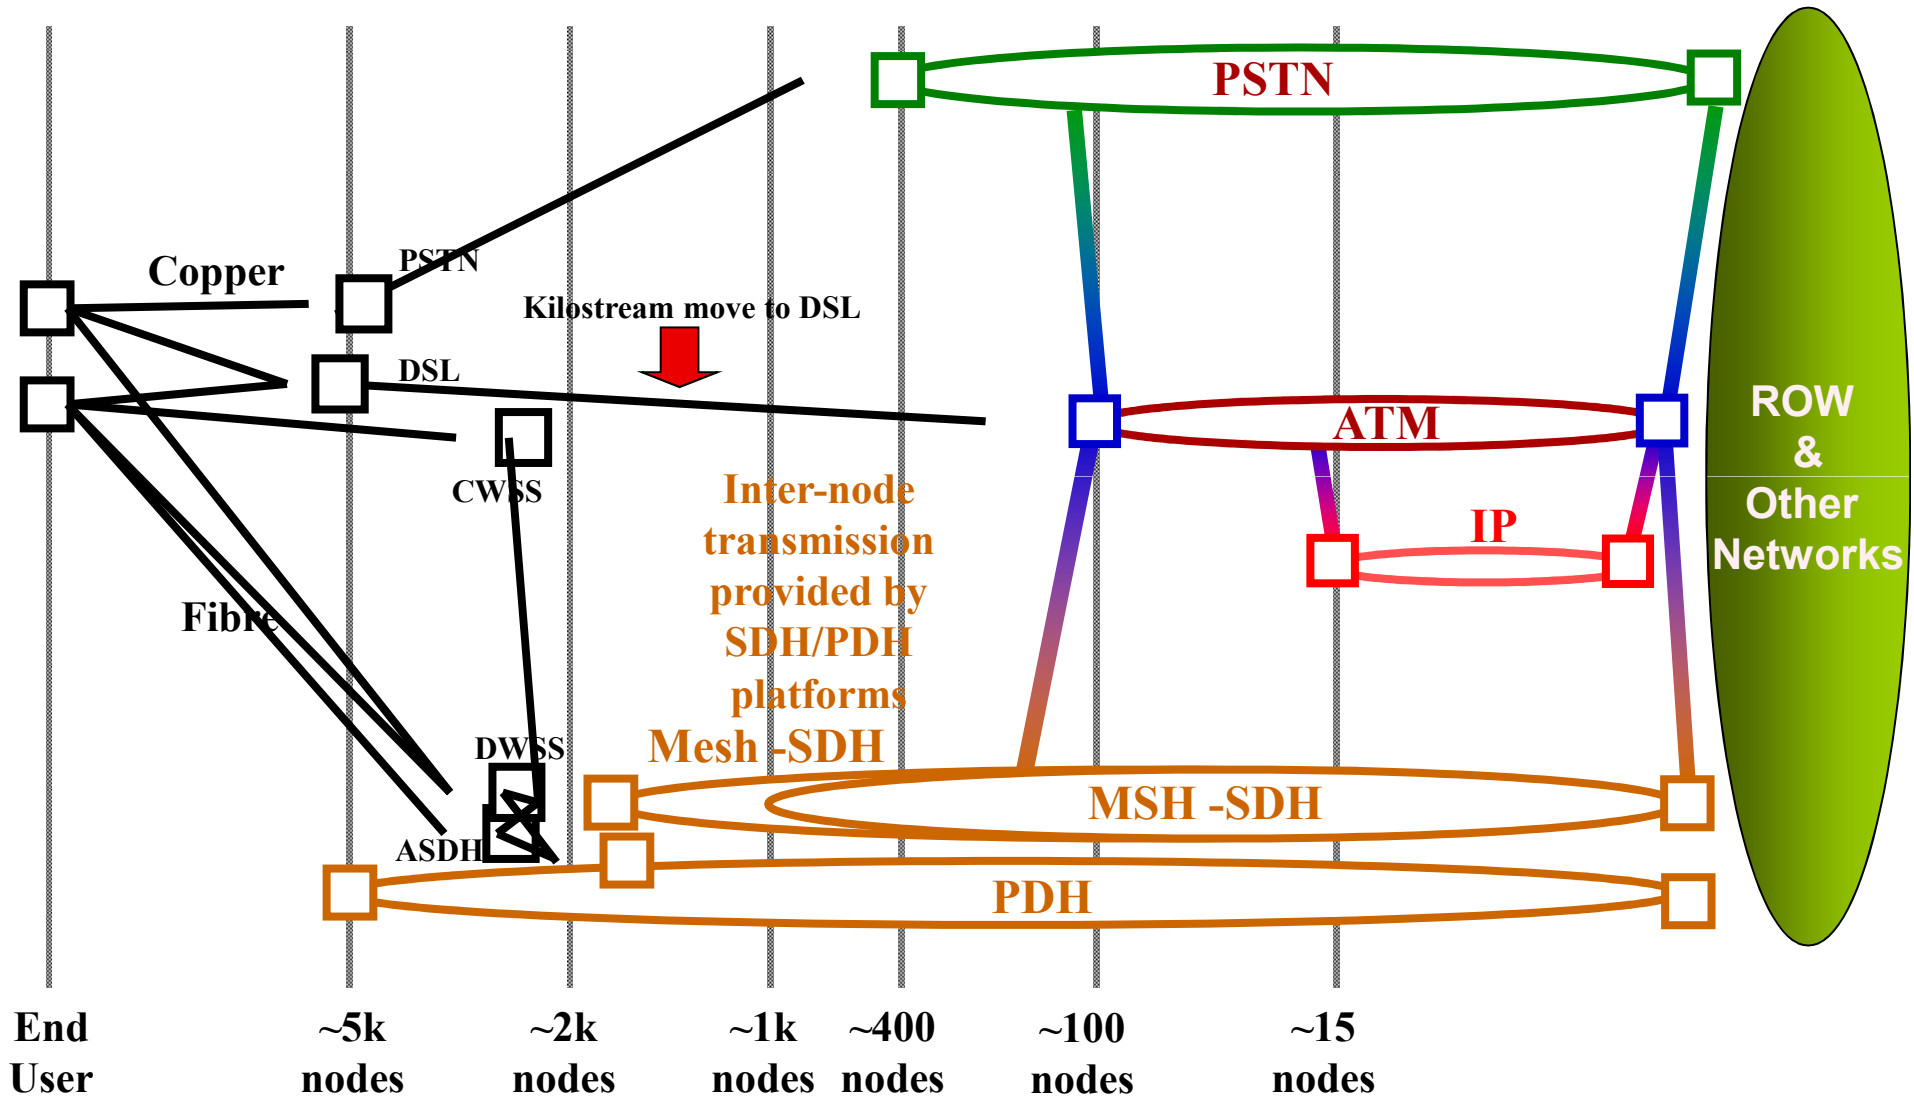 PSTN
PSTN
Copper
Kilostream move to DSL
DSL
ATM
ROW
&
Other
Networks
CWSS
Inter-node
transmission
provided by
SDH/PDH
platforms
IP
Fibre
DWSS
Mesh -SDH
MSH -SDH
ASDH
PDH
End
User
~5k
nodes
~2k
nodes
~1k
nodes
~400
nodes
~100
nodes
~15
nodes